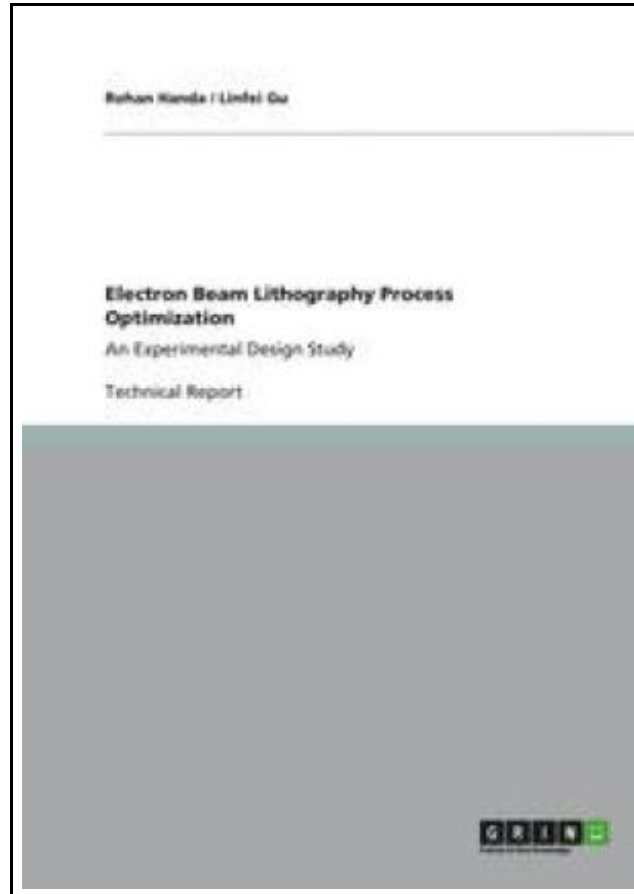 Rohan Handa / Linfei Gu
Electron Beam Lithography Process
Optimization
An Experimental Design Study
Technical Report
GRIN